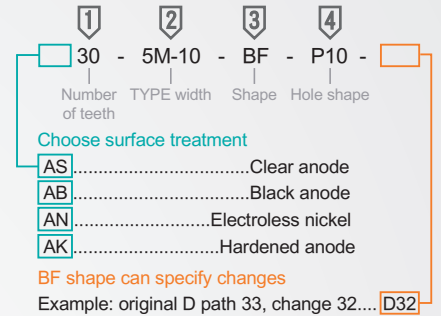 1 2 3 4
30 - 5M-10 - BF - P10 -
Number of teeth TYPE width Shape Hole shape
Choose surface treatment
AS.................................Clear anode
AB................................Black anode
AN.........................Electroless nickel
AK...........................Hardened anode
BF shape can specify changes
Example: original D path 33, change 32.... D32